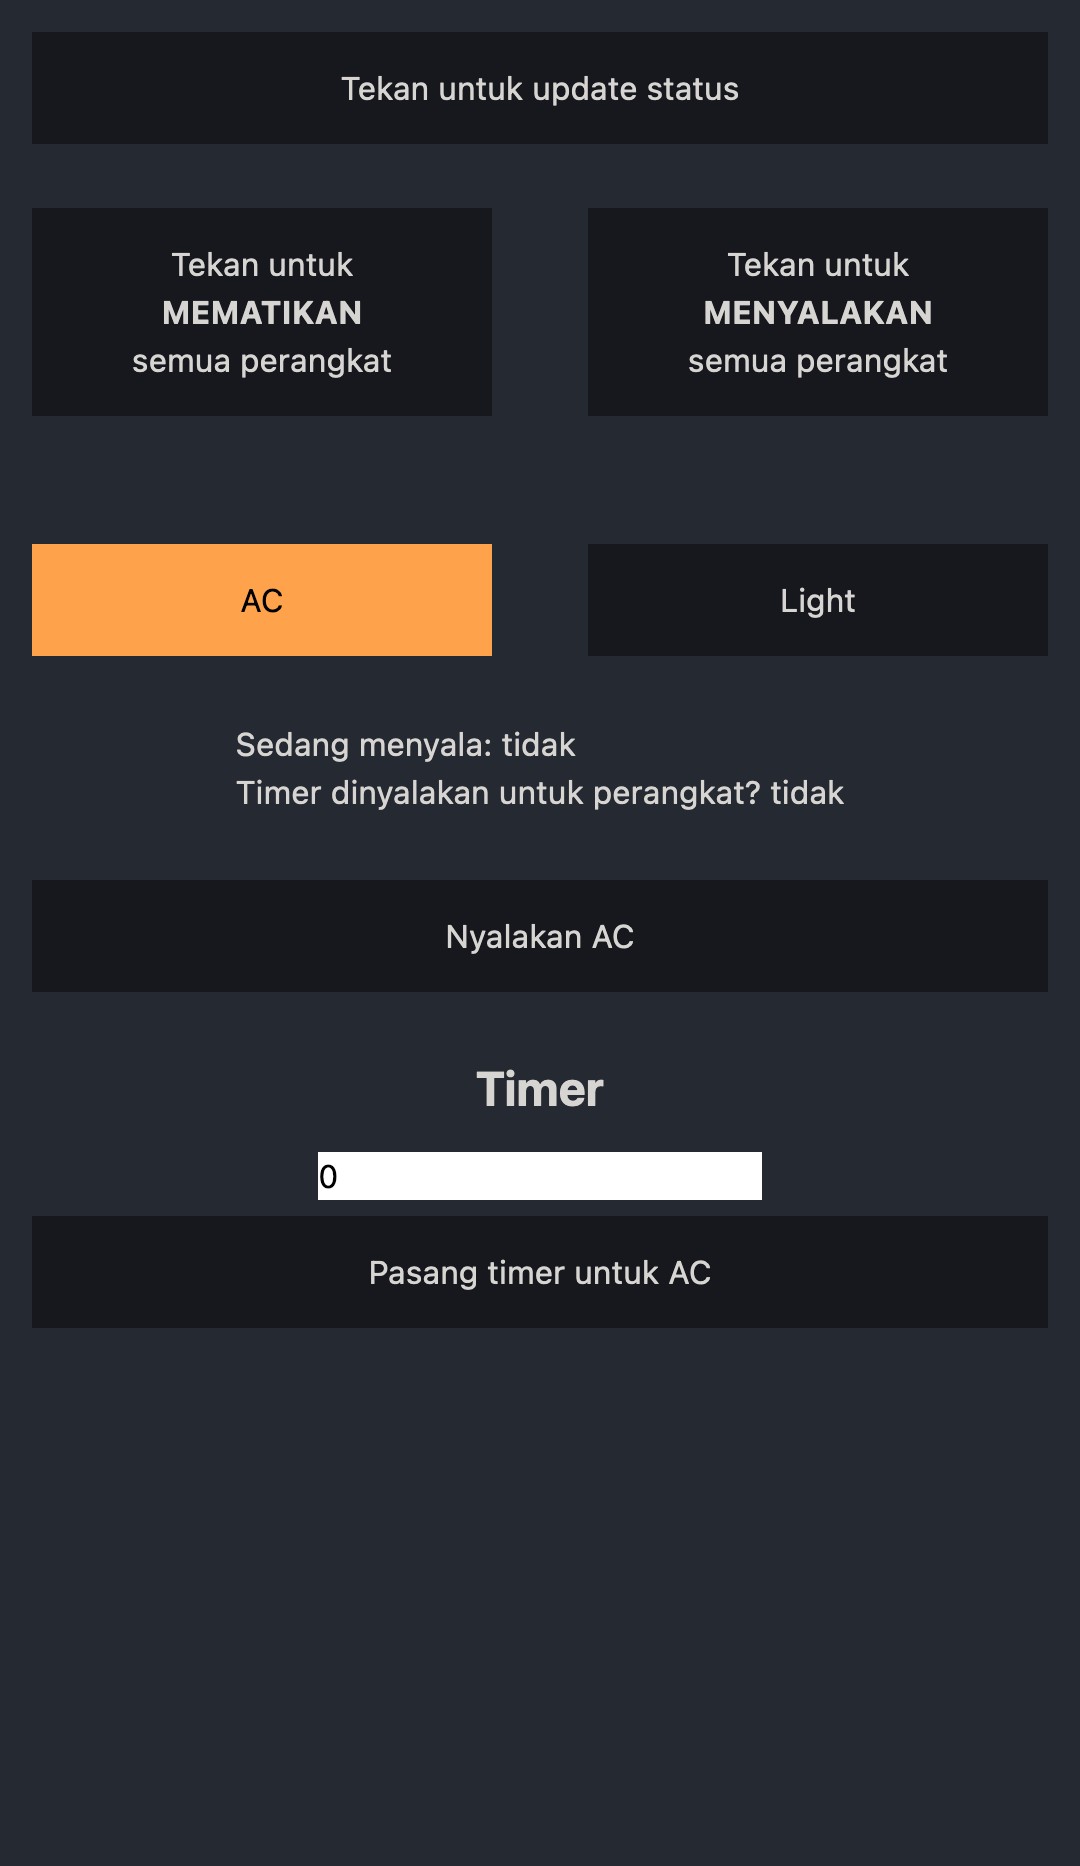 Tekan untuk update status
Tekan untuk
MEMATIKAN
semua perangkat
Tekan untuk
MENYALAKAN
semua perangkat
AC
Light
Sedang menyala: tidak
Timer dinyalakan untuk perangkat? tidak
Nyalakan AC
Timer
0
Pasang timer untuk AC